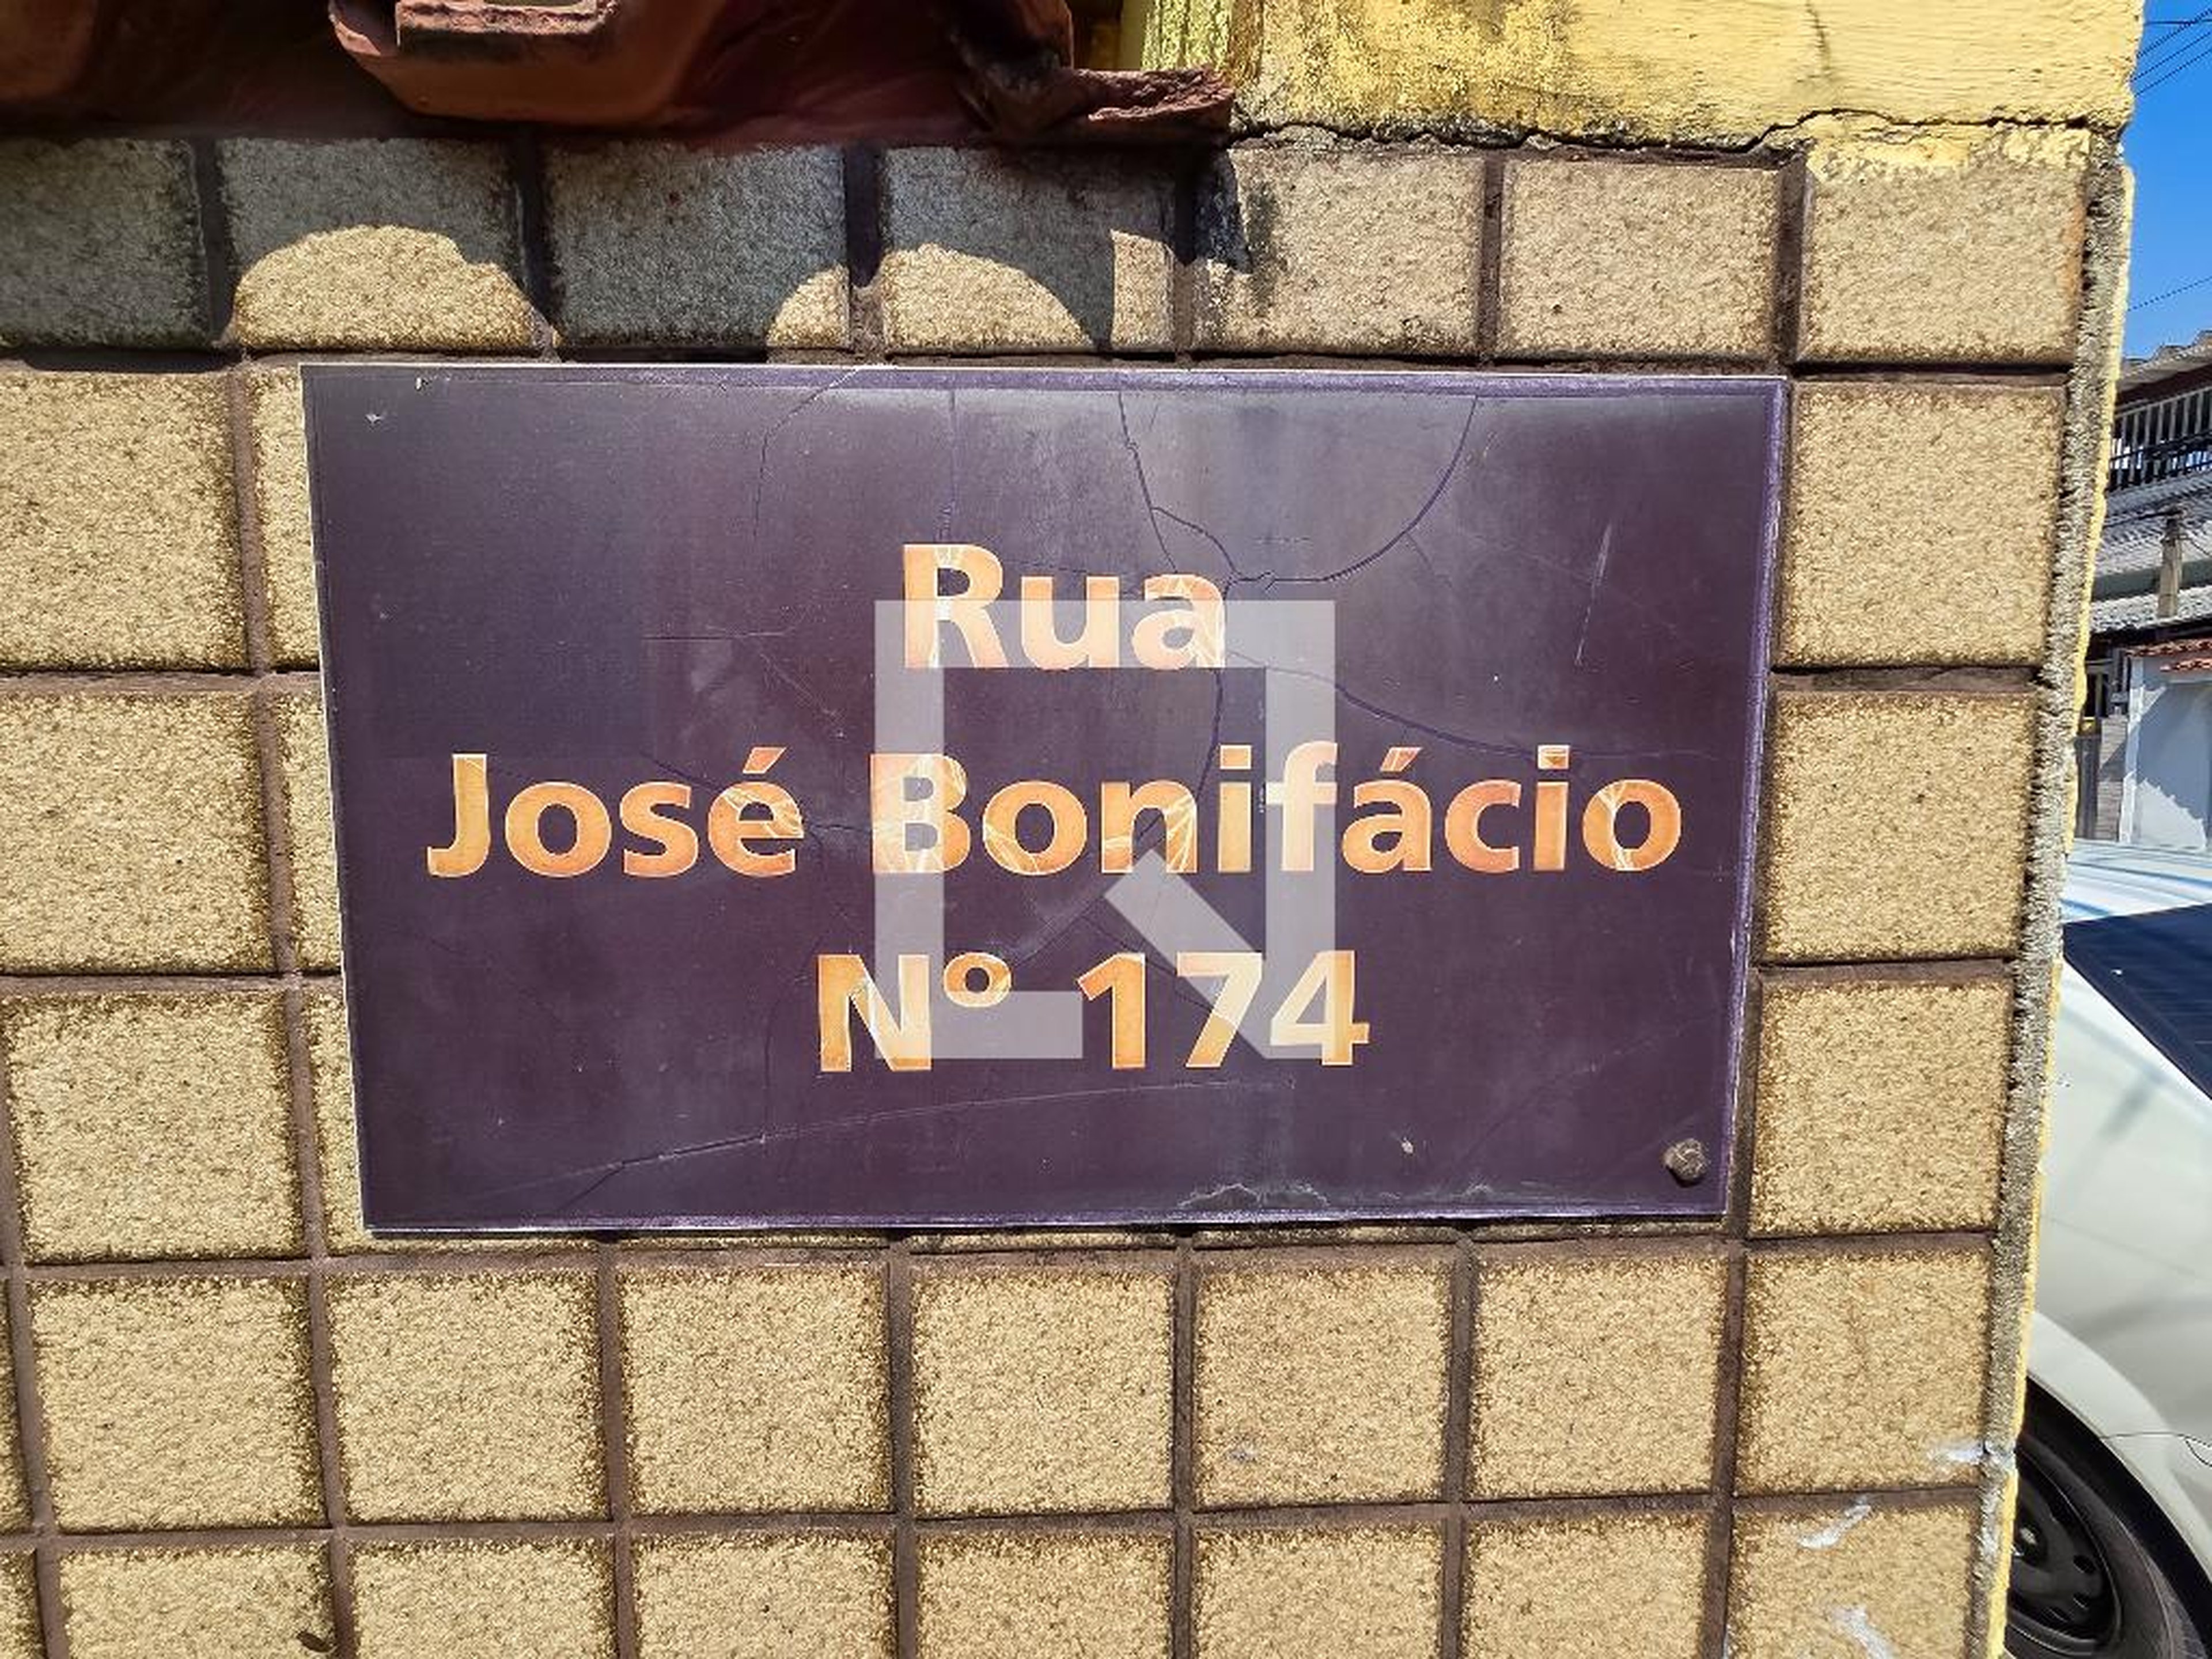 Rua
José Bonifácio
Nº 174